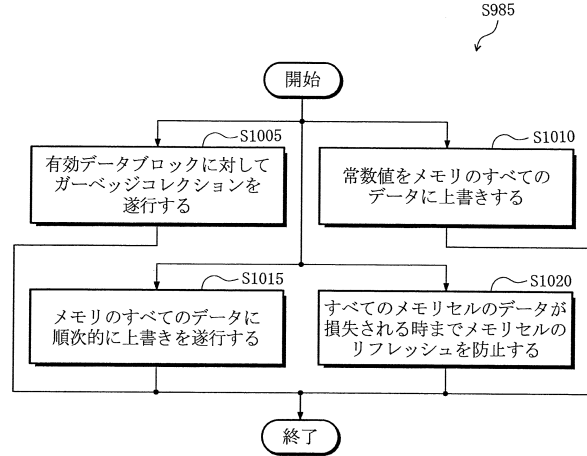 S985
開始
S1005
有効データブロックに対して
ガーベッジコレクションを
遂行する
S1010
常数値をメモリのすべての
データに上書きする
S1015
メモリのすべてのデータに
順次的に上書きを遂行する
S1020
すべてのメモリセルのデータが
損失される時までメモリセルの
リフレッシュを防止する
終了